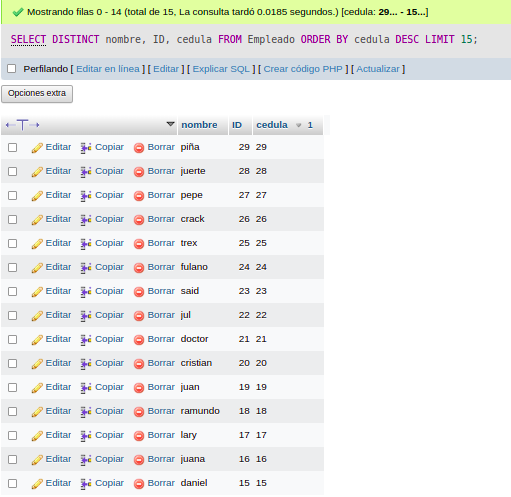 Mostrando filas 0 - 14 (total de 15, La consulta tardó 0.0185 segundos.) [cedula: 29... - 15...]
SELECT DISTINCT nombre, ID, cedula FROM Empleado ORDER BY cedula DESC LIMIT 15;
Perfilando [ Editar en línea ] [ Editar ] [ Explicar SQL ] [ Crear código PHP ] [ Actualizar ]
Opciones extra
nombre ID cedula 1
Editar Copiar Borrar piña 29 29
Editar Copiar Borrar juerte 28 28
Editar Copiar Borrar pepe 27 27
Editar Copiar Borrar crack 26 26
Editar Copiar Borrar trex 25 25
Editar Copiar Borrar fulano 24 24
Editar Copiar Borrar said 23 23
Editar Copiar Borrar jul 22 22
Editar Copiar Borrar doctor 21 21
Editar Copiar Borrar cristian 20 20
Editar Copiar Borrar juan 19 19
Editar Copiar Borrar ramundo 18 18
Editar Copiar Borrar lary 17 17
Editar Copiar Borrar juana 16 16
Editar Copiar Borrar daniel 15 15